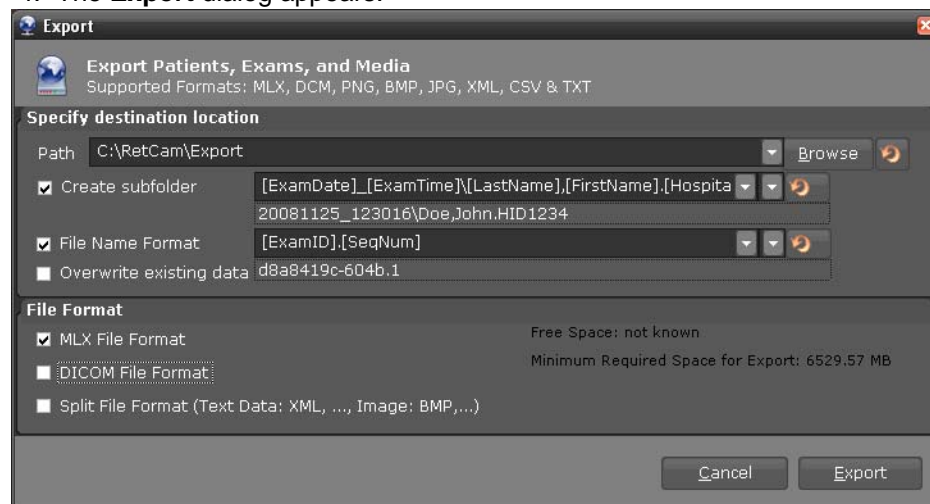 The Export dialog appears.
Export
Export Patients, Exams, and Media
Supported Formats: MLX, DCM, PNG, BMP, JPG, XML, CSV & TXT
Specify destination location
Path C:\RetCam\Export Browse
Create subfolder [ExamDate]_[ExamTime]\[LastName],[FirstName].[Hospita
20081125_123016\Doe,John.HID1234
File Name Format [ExamID].[SeqNum]
Overwrite existing data d8a8419c-604b.1
File Format
MLX File Format Free Space: not known
DICOM File Format Minimum Required Space for Export: 6529.57 MB
Split File Format (Text Data: XML, ..., Image: BMP,...)
Cancel Export